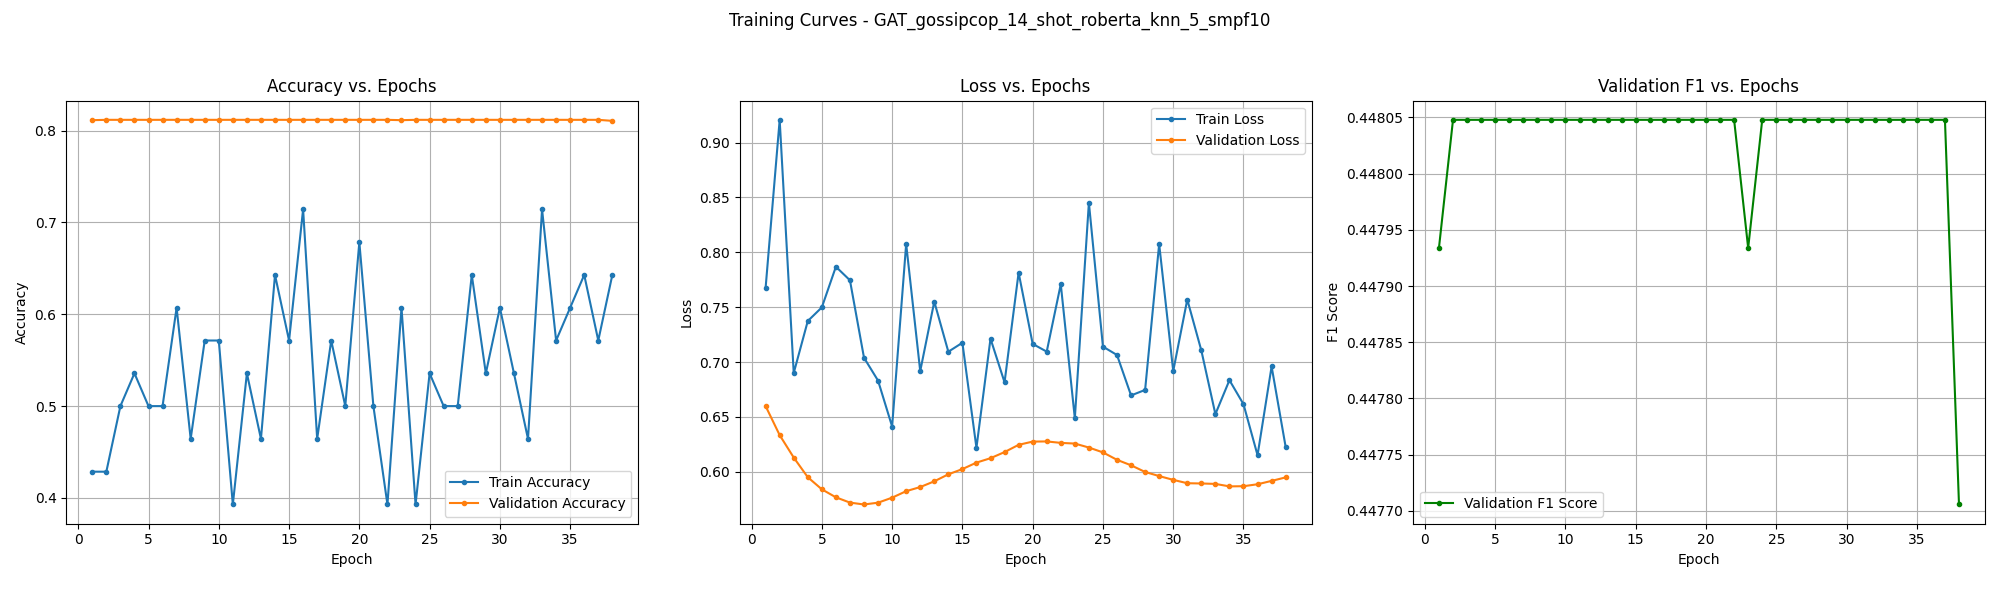 Training Curves - GAT_gossipcop_14_shot_roberta_knn_5_smpf10
Accuracy vs. Epochs
Accuracy
0.8
0.7
0.6
0.5
0.4
0 5 10 15 20 25 30 35
Epoch
Train Accuracy
Validation Accuracy
Loss vs. Epochs
Loss
0.90
0.85
0.80
0.75
0.70
0.65
0.60
0 5 10 15 20 25 30 35
Epoch
Train Loss
Validation Loss
Validation F1 vs. Epochs
F1 Score
0.44805
0.44800
0.44795
0.44790
0.44785
0.44780
0.44775
0.44770
0 5 10 15 20 25 30 35
Epoch
Validation F1 Score